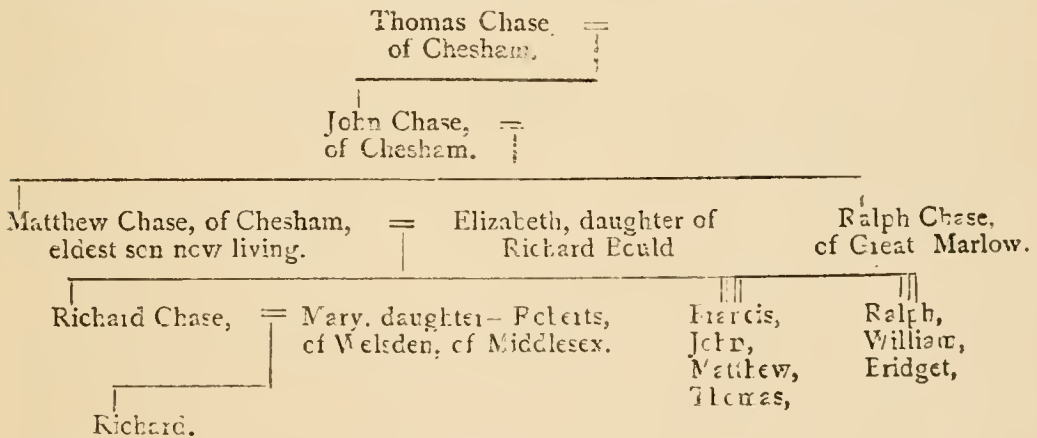 Thomas Chase =
of Chesham.
John Chase, =
of Chesham.
Matthew Chase, of Chesham, = Elizabeth, daughter of Ralph Chase,
eldest son now living. Richard Bould of Great Marlow.
Richard Chase, = Mary, daughter— Roberts, Francis, Ralph,
of Welsden, of Middlesex. John, William,
Matthew, Bridget,
Thomas,
Richard.